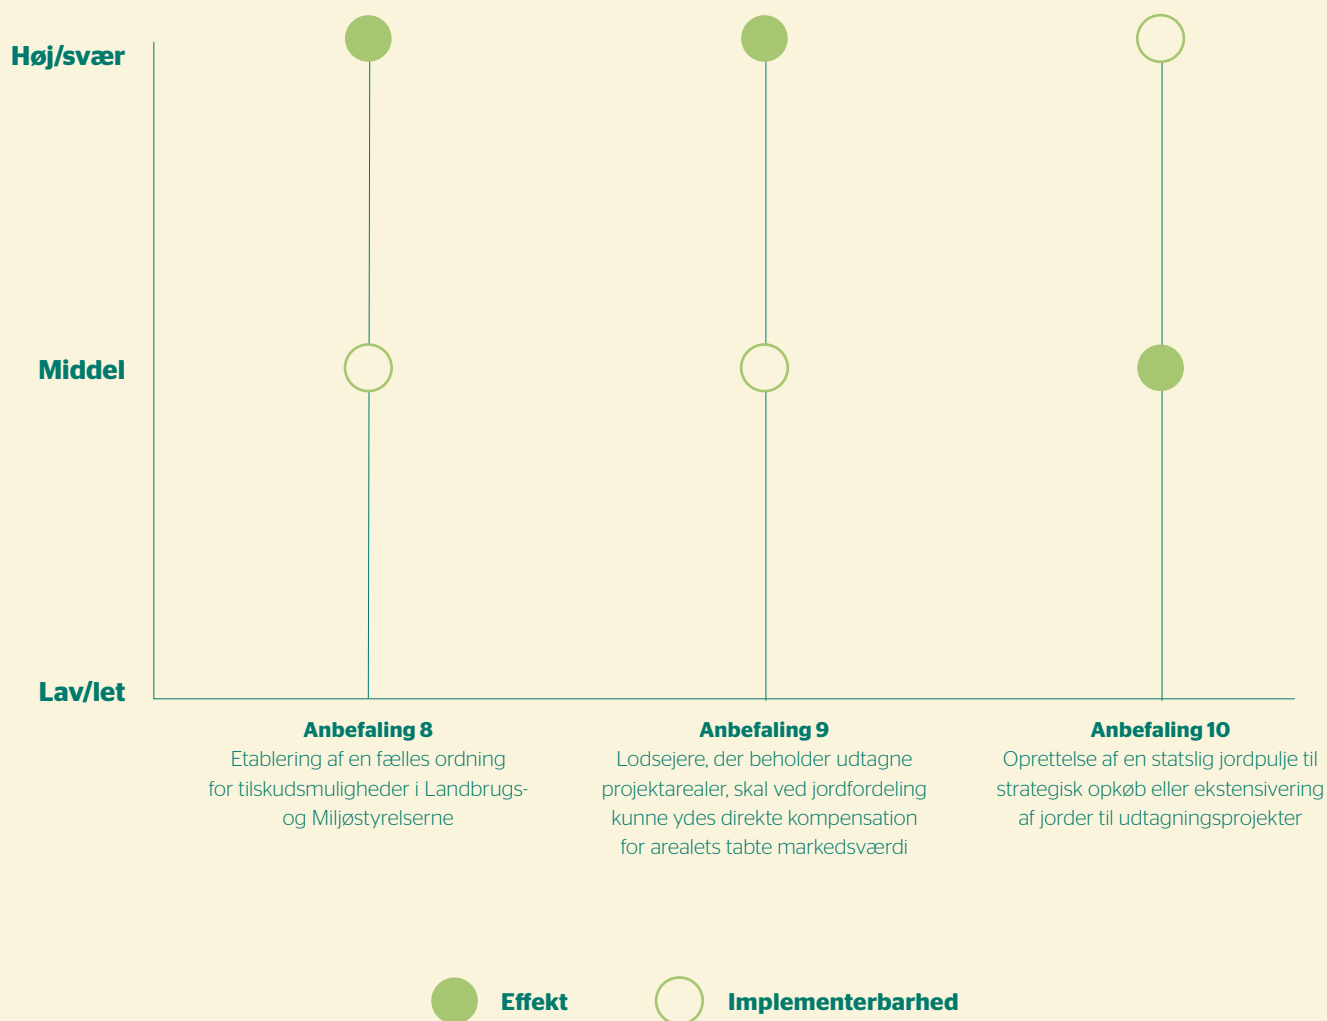 Høj/svær
Middel
Lav/let
Anbefaling 8
Etablering af en fælles ordning
for tilskudsmuligheder i Landbrugs-
og Miljøstyrelserne
Anbefaling 9
Lodsejere, der beholder udtagne
projektarealer, skal ved jordfordeling
kunne ydes direkte kompensation
for arealets tabte markedsværdi
Anbefaling 10
Oprettelse af en statslig jordpulje til
strategisk opkøb eller ekstensivering
af jorder til udtagningsprojekter
Effekt
Implementerbarhed